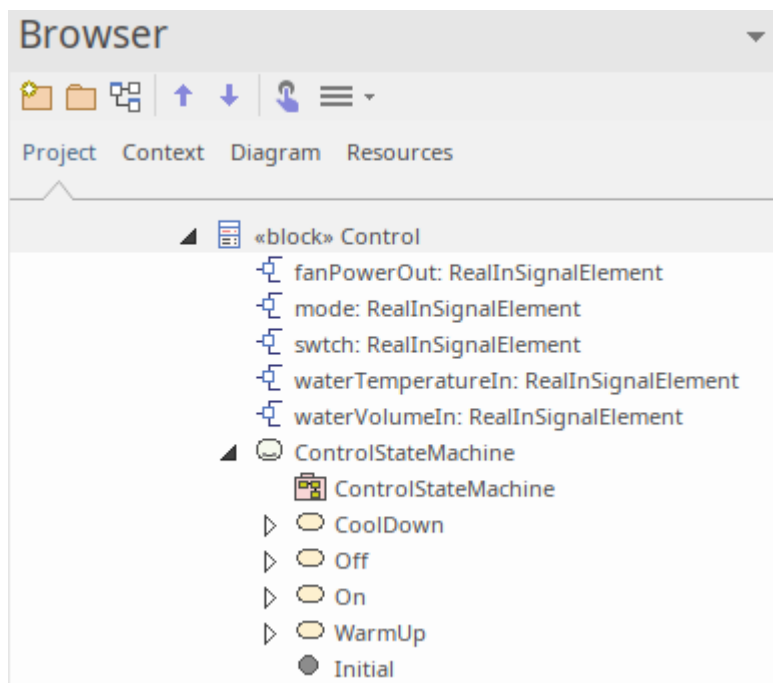 Browser
Project Context Diagram Resources
«block» Control
fanPowerOut: RealInSignalElement
mode: RealInSignalElement
swtch: RealInSignalElement
waterTemperatureIn: RealInSignalElement
waterVolumeIn: RealInSignalElement
ControlStateMachine
ControlStateMachine
CoolDown
Off
On
WarmUp
Initial